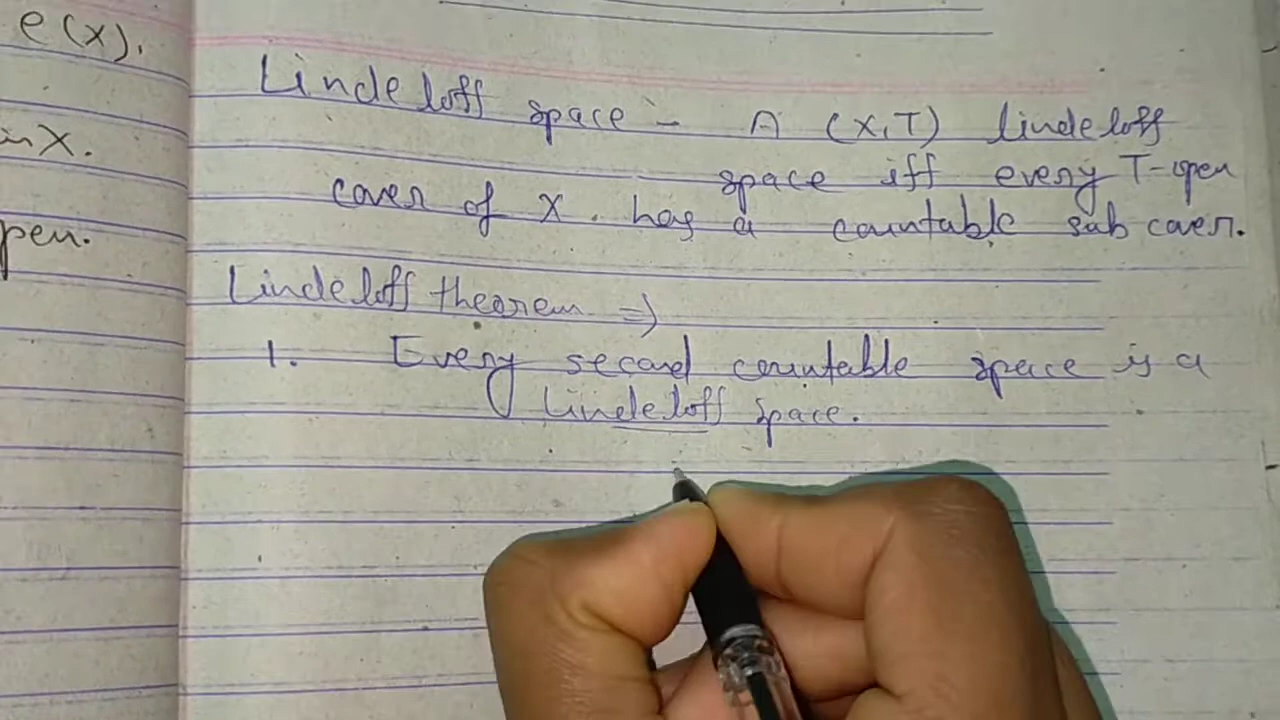 e(x).
in X.
pen.
Lindeloff space - A (X,T) lindeloff
space iff every T-open
cover of X. has a countable sub cover.
Lindeloff theorem ⇒
1. Every second countable space is a
Lindeloff space.